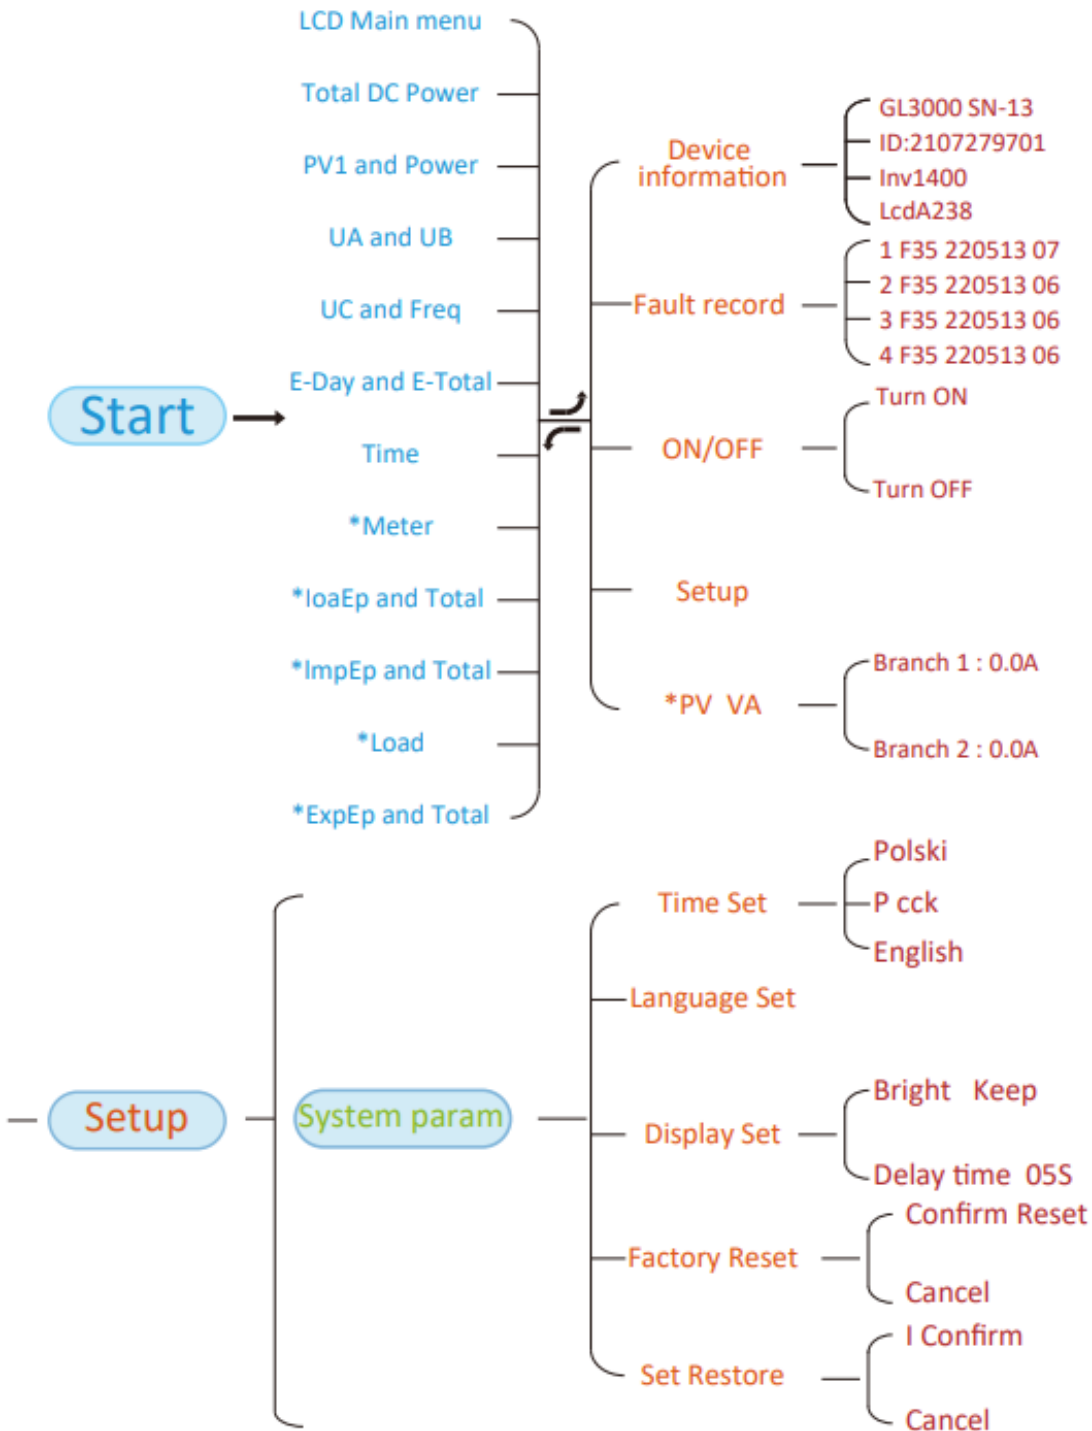 LCD Main menu
Total DC Power
PV1 and Power
UA and UB
UC and Freq
E-Day and E-Total
Start
Time
*Meter
*IoaEp and Total
*ImpEp and Total
*Load
*ExpEp and Total
Device
information
GL3000 SN-13
ID:2107279701
Inv1400
LcdA238
Fault record
1 F35 220513 07
2 F35 220513 06
3 F35 220513 06
4 F35 220513 06
ON/OFF
Turn ON
Turn OFF
Setup
*PV VA
Branch 1 : 0.0A
Branch 2 : 0.0A
Setup
System param
Time Set
Polski
P cck
English
Language Set
Display Set
Bright Keep
Delay time 05S
Factory Reset
Confirm Reset
Cancel
Set Restore
I Confirm
Cancel